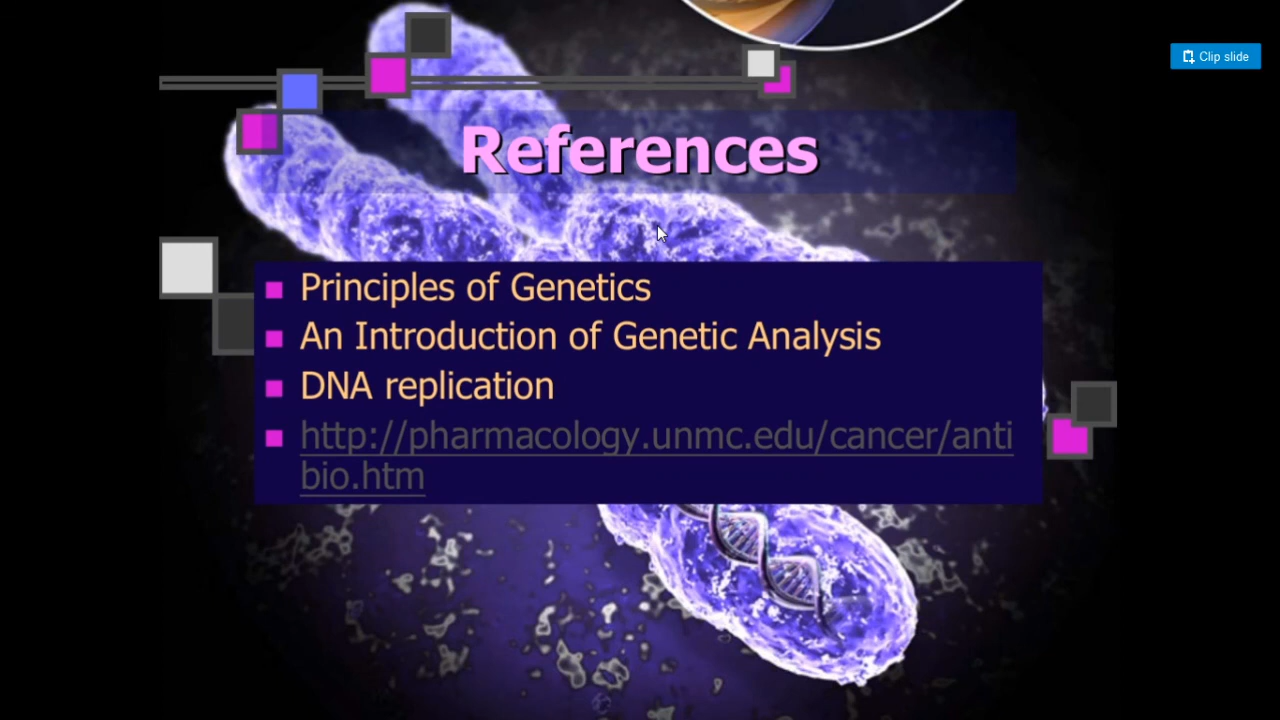 Clip slide
References
Principles of Genetics
An Introduction of Genetic Analysis
DNA replication
http://pharmacology.unmc.edu/cancer/anti
bio.htm